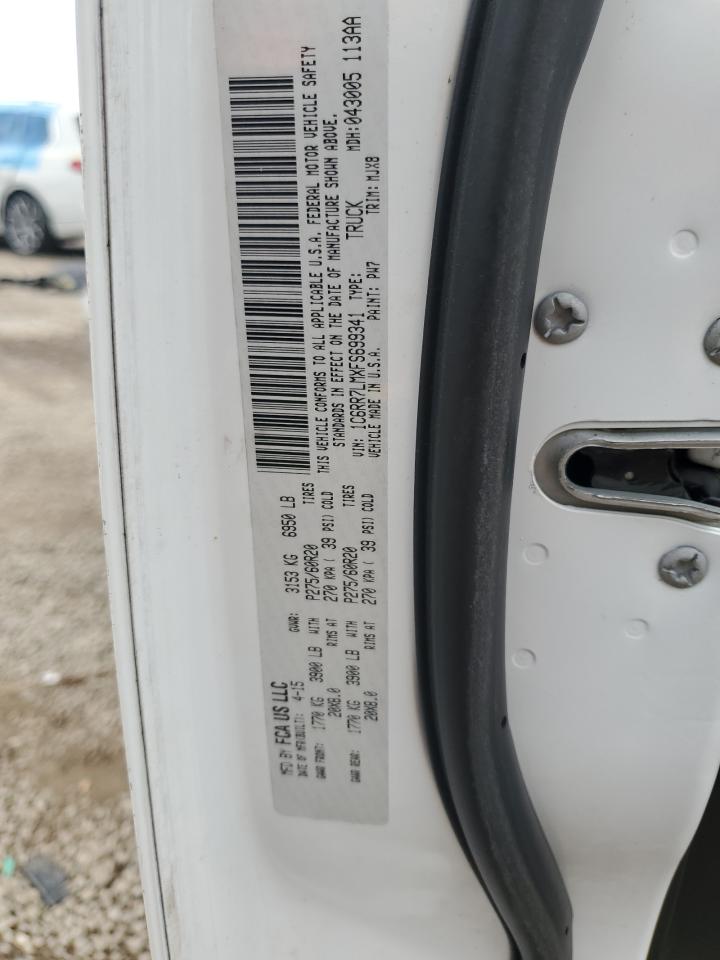 MFD BY FCA US LLC
DATE OF MFR(BUILT): 4-15 GVWR: 3153 KG 6950 LB
GAWR FRONT: 1770 KG 3900 LB WITH P275/60R20 TIRES
20X8.0 RIMS AT 270 KPA ( 39 PSI) COLD
GAWR REAR: 1770 KG 3900 LB WITH P275/60R20 TIRES
20X8.0 RIMS AT 270 KPA ( 39 PSI) COLD
THIS VEHICLE CONFORMS TO ALL APPLICABLE U.S.A. FEDERAL MOTOR VEHICLE SAFETY
STANDARDS IN EFFECT ON THE DATE OF MANUFACTURE SHOWN ABOVE.
VIN: 1C6RR7LMXFS699341 TYPE: TRUCK MDH:043005 113AA
VEHICLE MADE IN U.S.A. PAINT: PW7 TRIM: MJX8